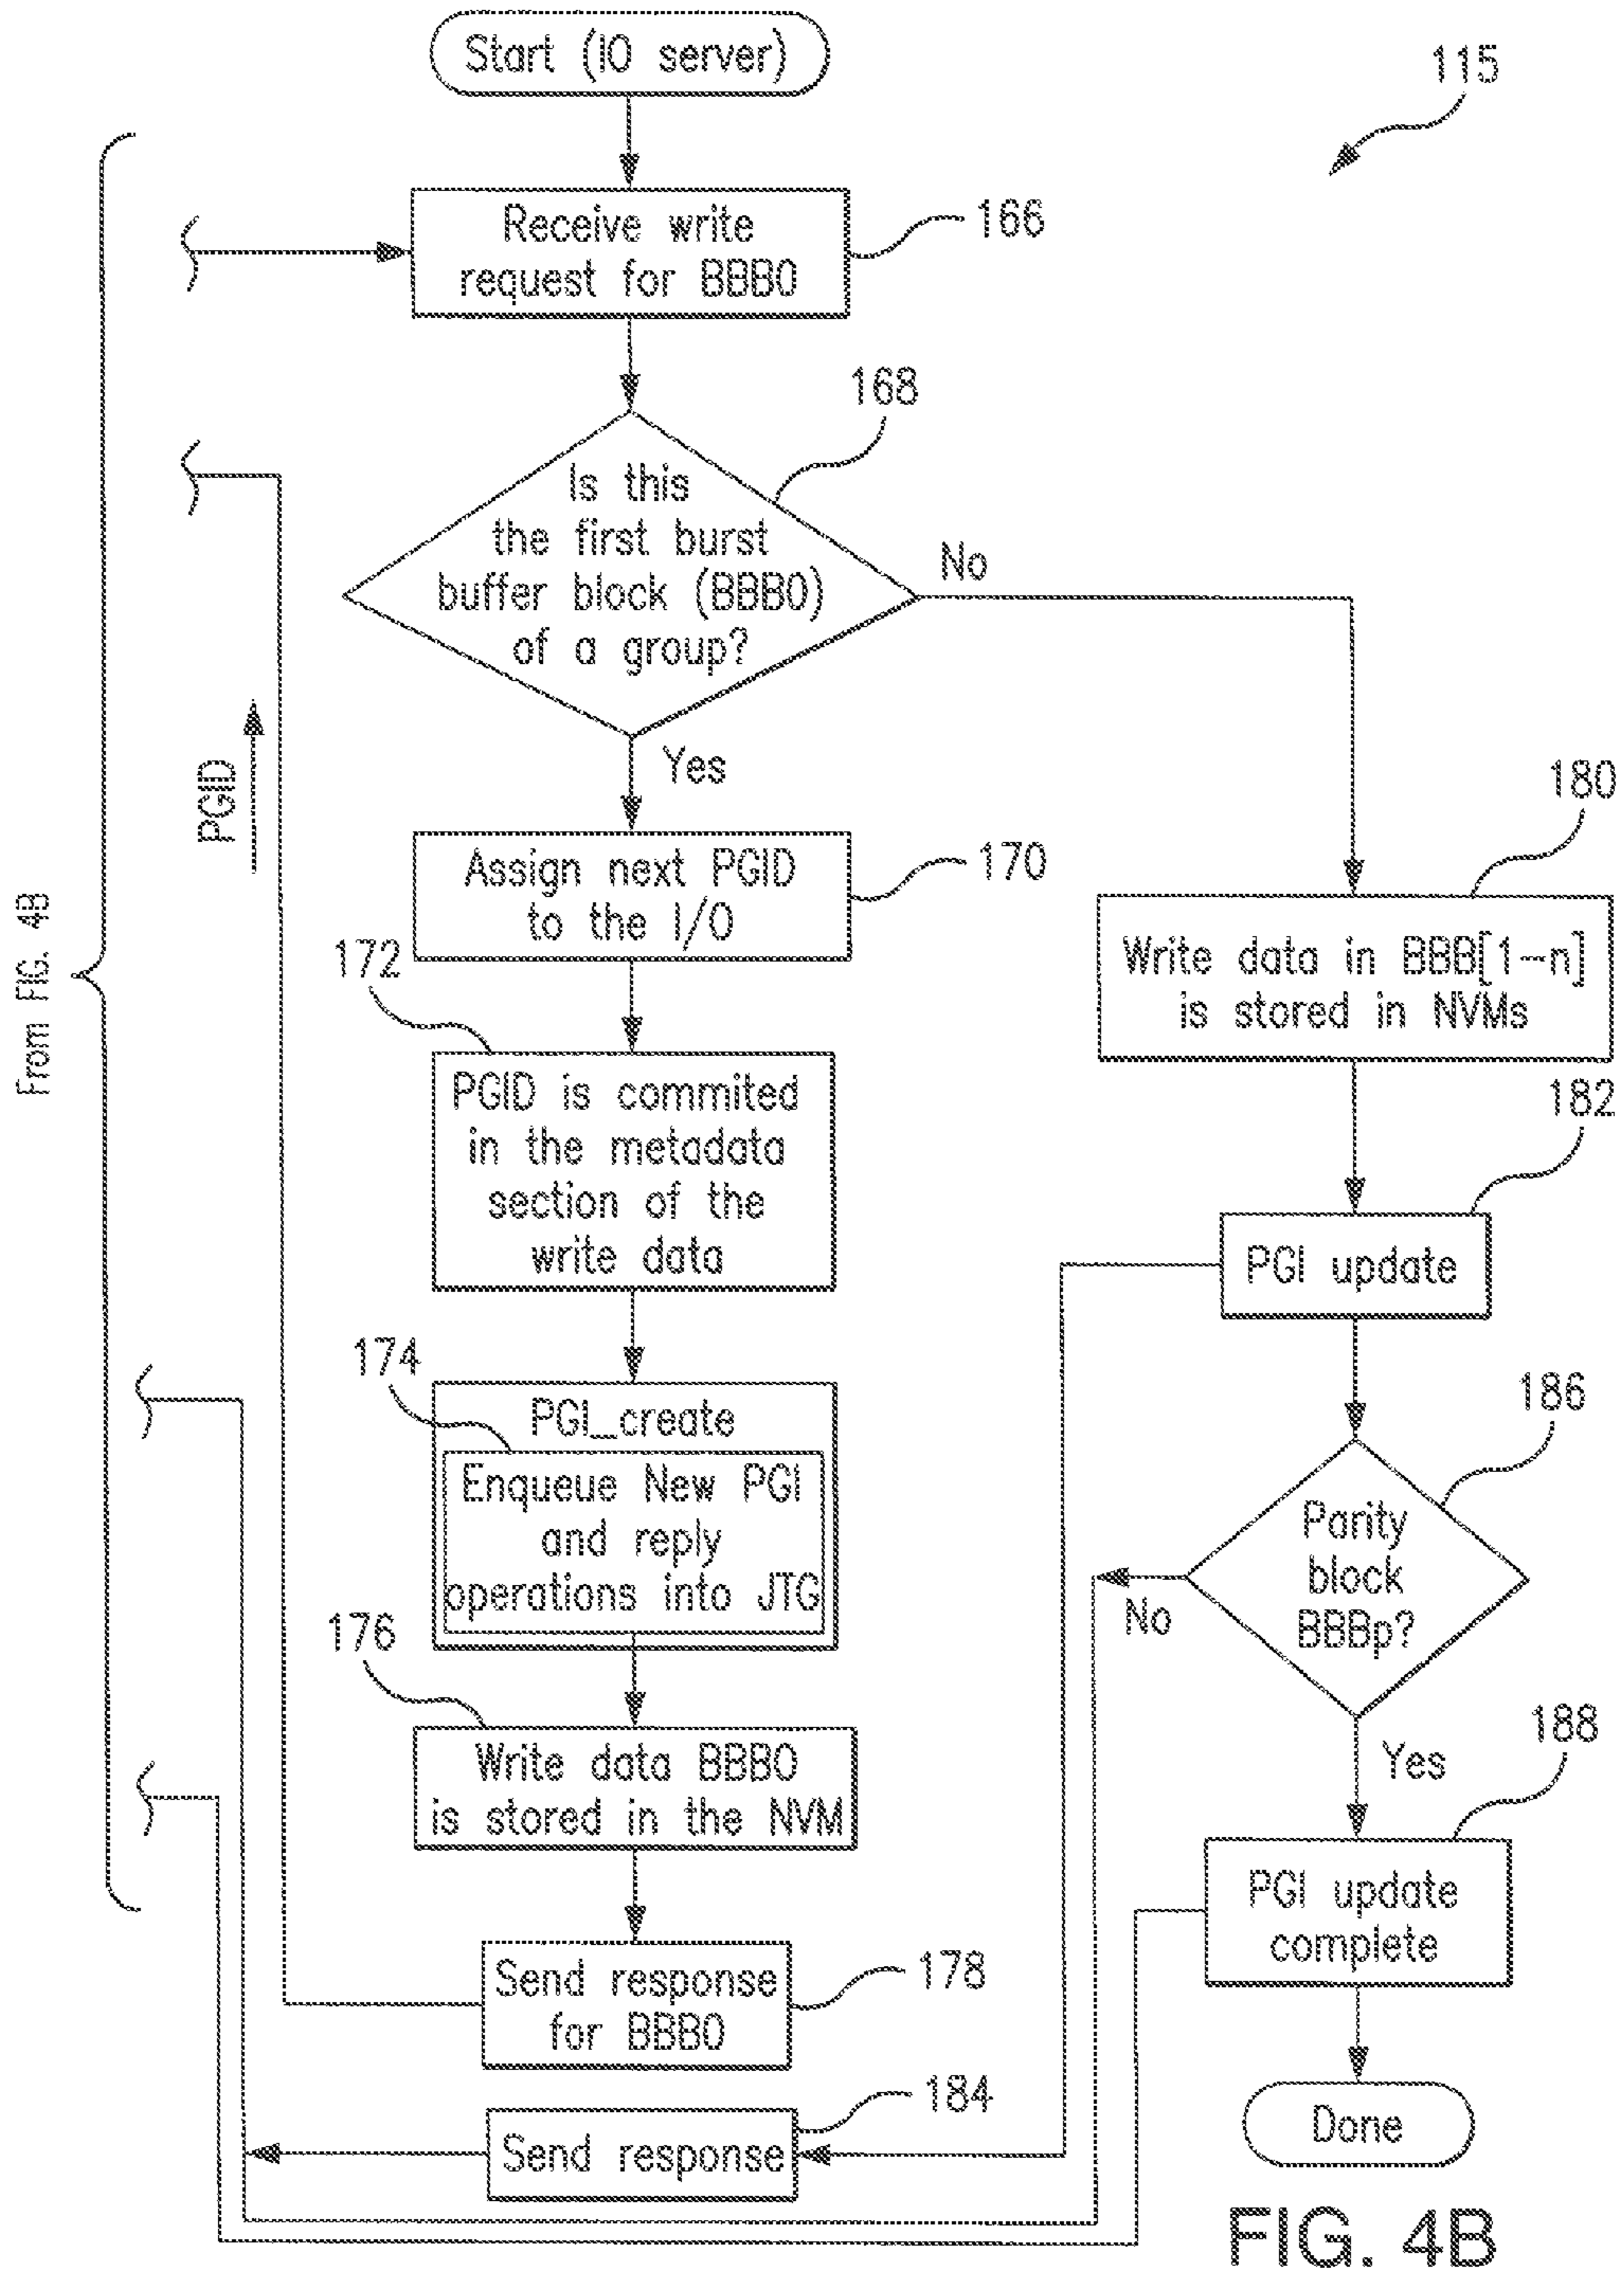 Start (IO server)
115
Receive write
request for BBB0
166
168
Is this
the first burst
buffer block (BBB0)
of a group?
No
Yes
PGID
From FIG. 4B
Assign next PGID
to the I/O
170
172
PGID is commited
in the metadata
section of the
write data
174
PGI_create
Enqueue New PGI
and reply
operations into JTG
176
Write data BBB0
is stored in the NVM
Send response
for BBB0
178
184
Send response
180
Write data in BBB[1-n]
is stored in NVMs
182
PGI update
186
Parity
block
BBBp?
No
Yes
188
PGI update
complete
Done
FIG. 4B